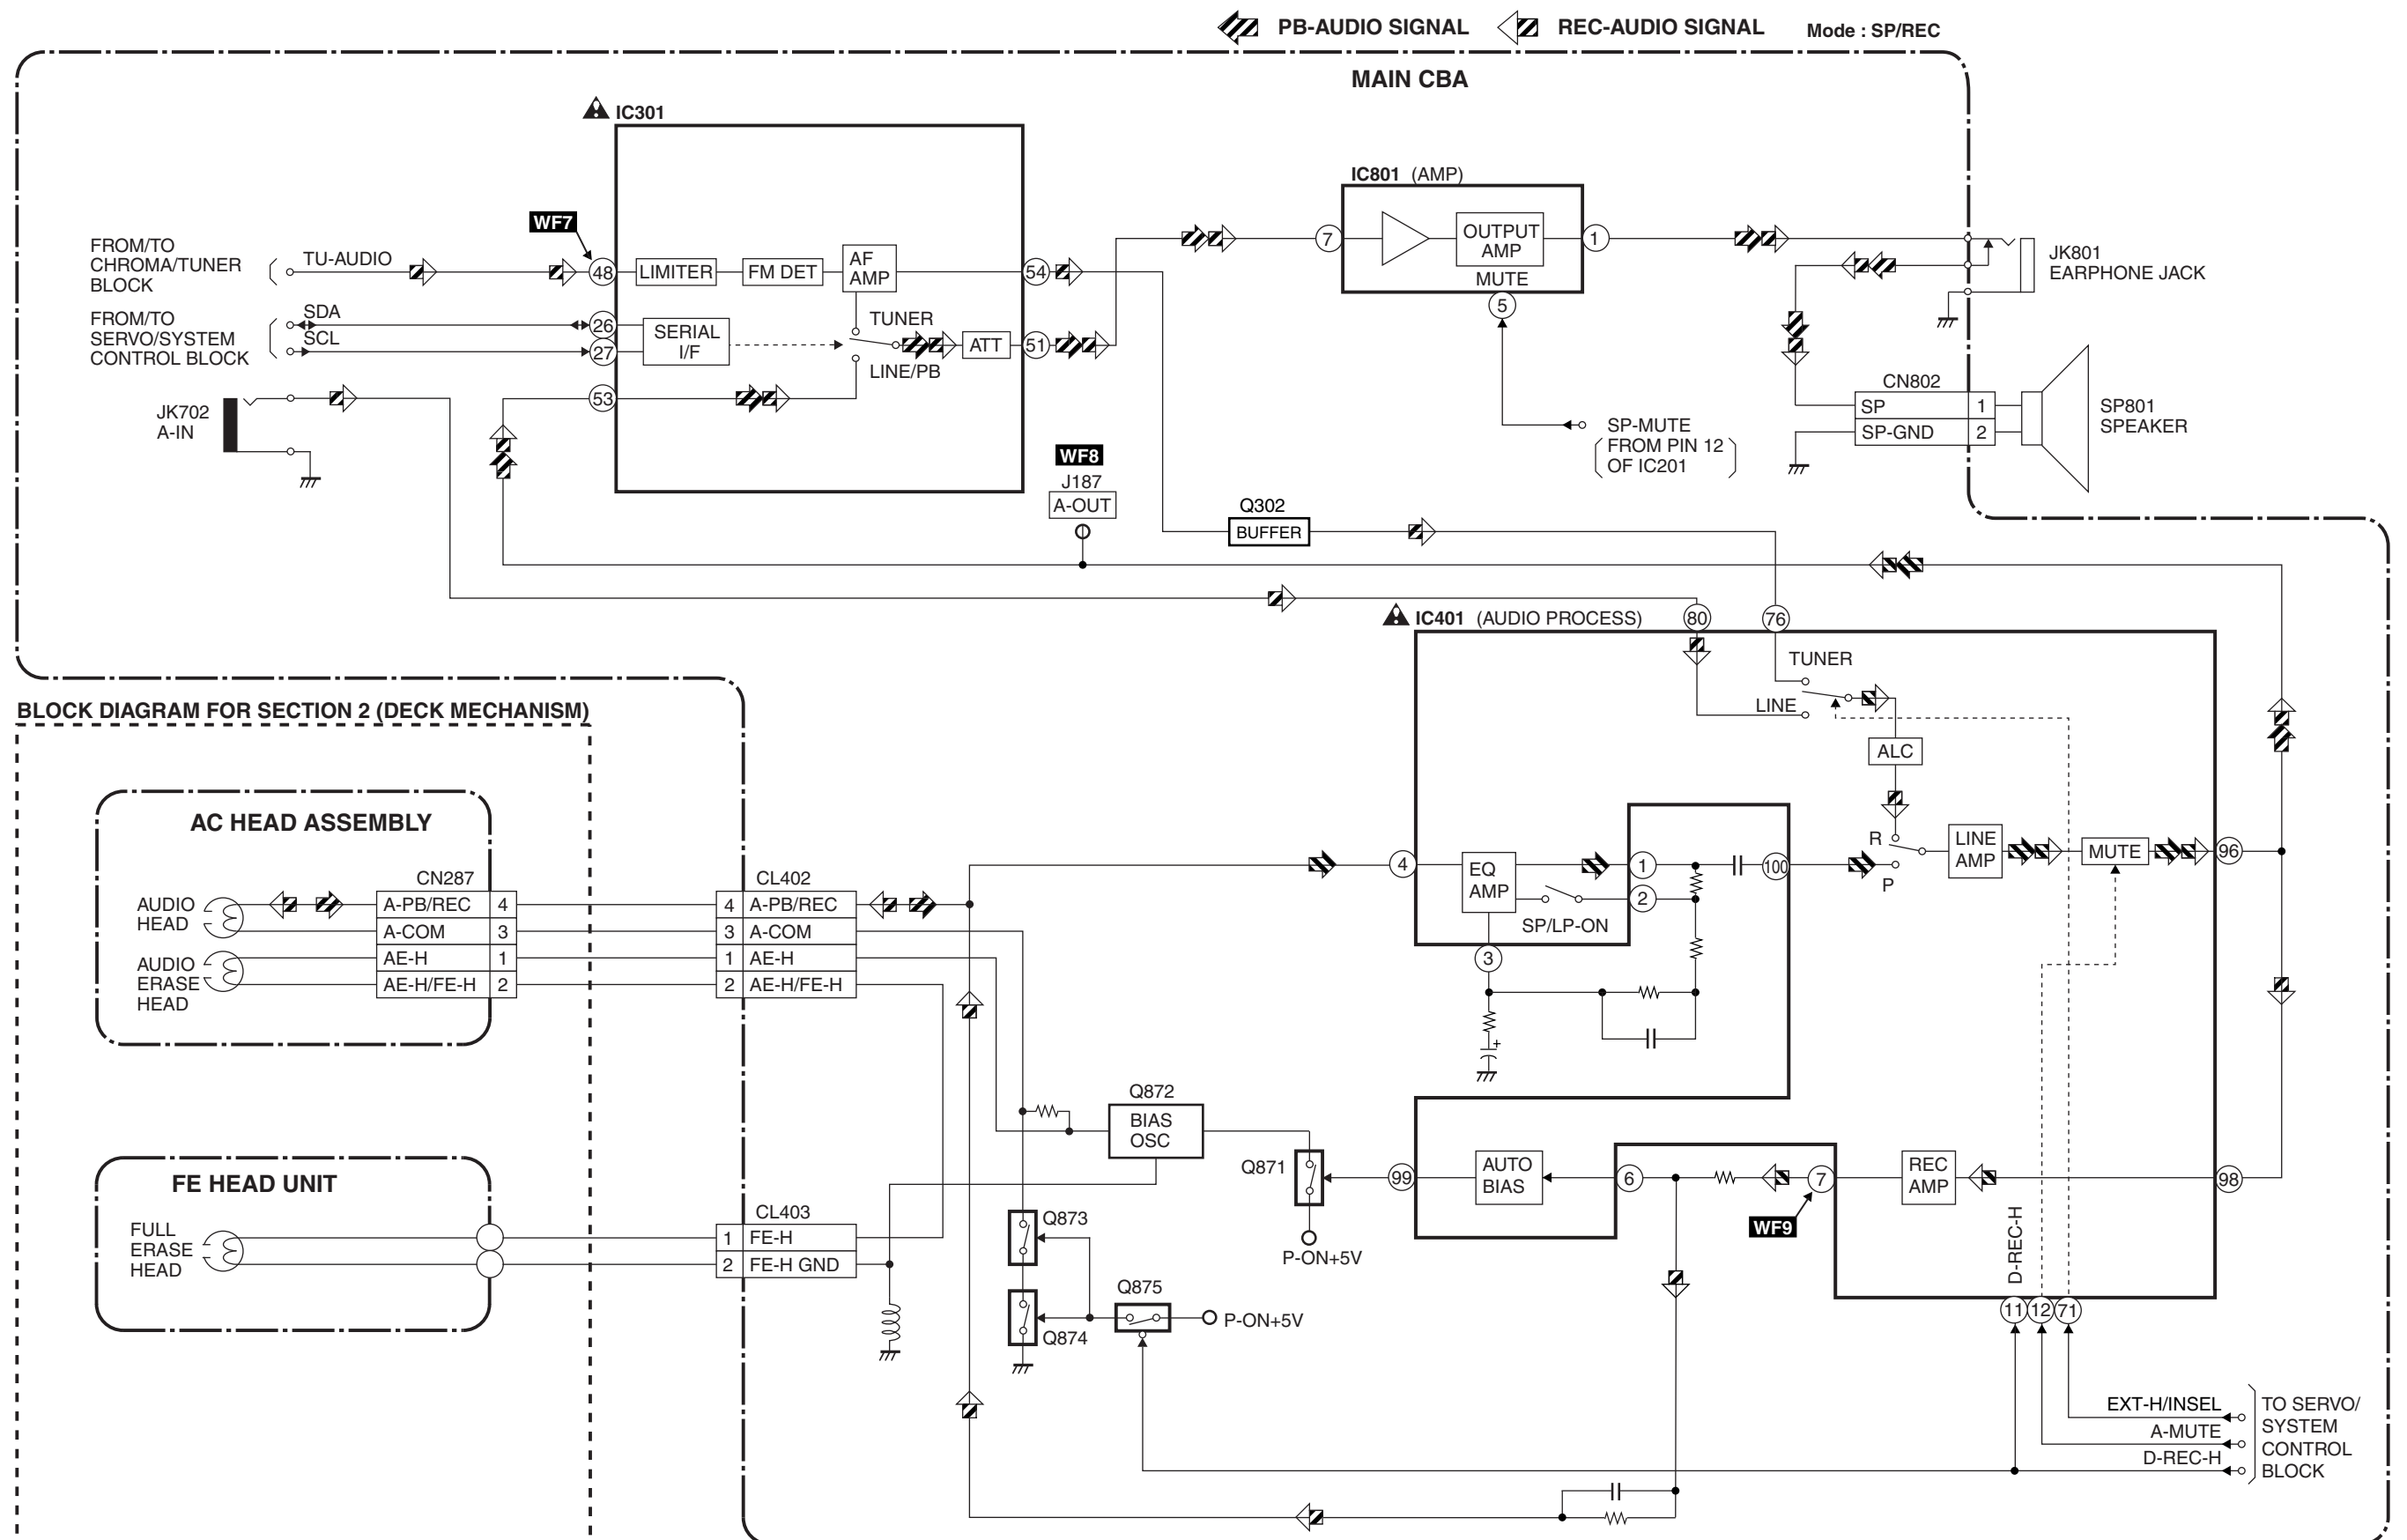 PB-AUDIO SIGNAL REC-AUDIO SIGNAL Mode : SP/REC
MAIN CBA
IC301
WF7
FROM/TO
CHROMA/TUNER
BLOCK
TU-AUDIO
48
LIMITER
FM DET
AF
AMP
54
FROM/TO
SERVO/SYSTEM
CONTROL BLOCK
SDA
SCL
26
27
SERIAL
I/F
TUNER
LINE/PB
ATT
51
53
JK702
A-IN
WF8
J187
A-OUT
IC801 (AMP)
7
OUTPUT
AMP
1
MUTE
5
SP-MUTE
FROM PIN 12
OF IC201
JK801
EARPHONE JACK
CN802
SP 1
SP-GND 2
SP801
SPEAKER
Q302
BUFFER
IC401 (AUDIO PROCESS)
80
76
TUNER
LINE
ALC
R
P
LINE
AMP
MUTE
96
4
EQ
AMP
1
2
100
SP/LP-ON
3
BLOCK DIAGRAM FOR SECTION 2 (DECK MECHANISM)
AC HEAD ASSEMBLY
CN287
AUDIO
HEAD
A-PB/REC 4
A-COM 3
AUDIO
ERASE
HEAD
AE-H 1
AE-H/FE-H 2
CL402
4 A-PB/REC
3 A-COM
1 AE-H
2 AE-H/FE-H
FE HEAD UNIT
FULL
ERASE
HEAD
CL403
1 FE-H
2 FE-H GND
Q872
BIAS
OSC
Q871
P-ON+5V
99
AUTO
BIAS
6
7
WF9
REC
AMP
98
D-REC-H
11 12 71
Q873
Q874
Q875
P-ON+5V
EXT-H/INSEL
A-MUTE
D-REC-H
TO SERVO/
SYSTEM
CONTROL
BLOCK